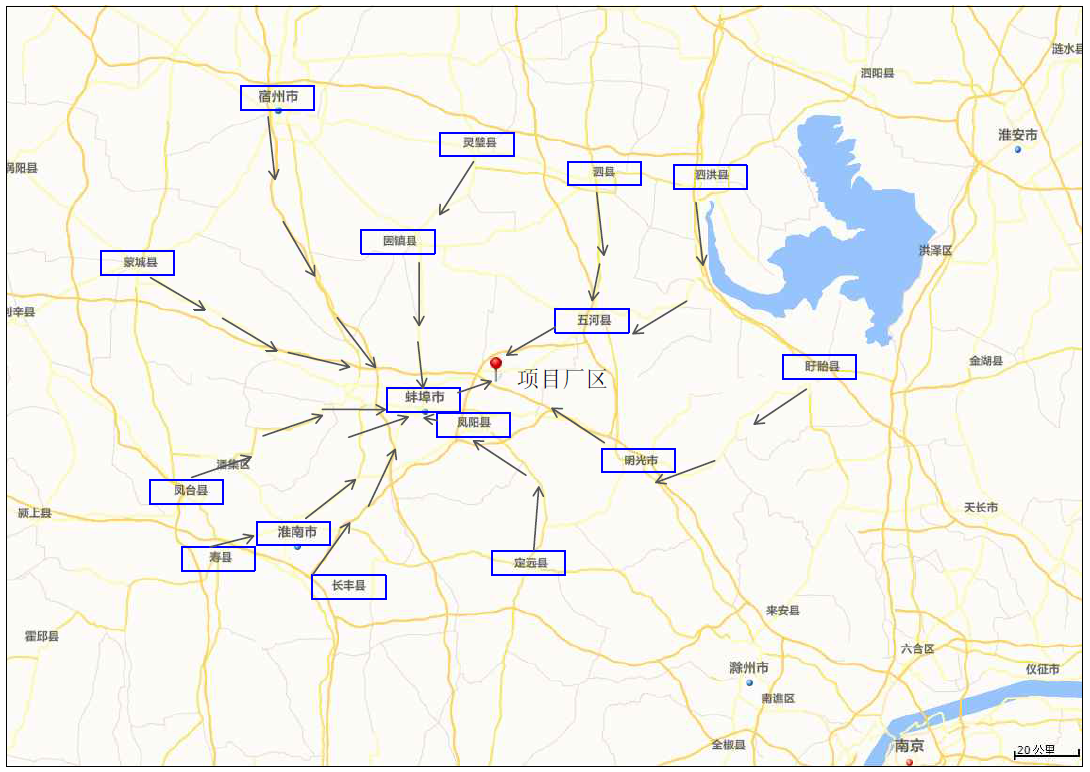 涟水县
泗阳县
宿州市
淮安市
灵璧县
涡阳县
泗县
泗洪县
固镇县
洪泽区
蒙城县
利辛县
五河县
金湖县
盱眙县
项目厂区
蚌埠市
凤阳县
明光市
潘集区
凤台县
天长市
颍上县
淮南市
寿县
定远县
长丰县
来安县
霍邱县
六合区
滁州市
仪征市
南谯区
全椒县
南京
20公里